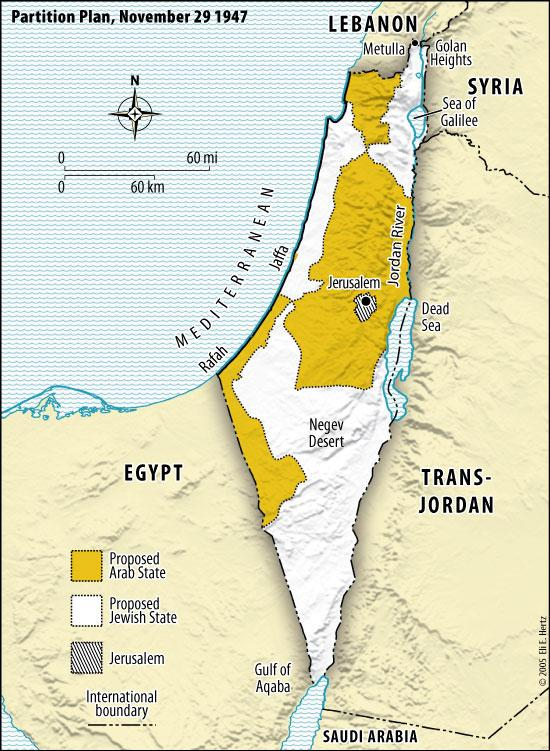 Partition Plan, November 29 1947
LEBANON
Metulla
Golan
Heights
SYRIA
Sea of
Galilee
N
0 60 mi
0 60 km
MEDITERRANEAN
Jaffa
Jordan River
Jerusalem
Dead
Sea
Rafah
Negev
Desert
EGYPT
TRANS-
JORDAN
Proposed
Arab State
Proposed
Jewish State
Jerusalem
International
boundary
Gulf of
Aqaba
SAUDI ARABIA
© 2005 Eli E. Hertz